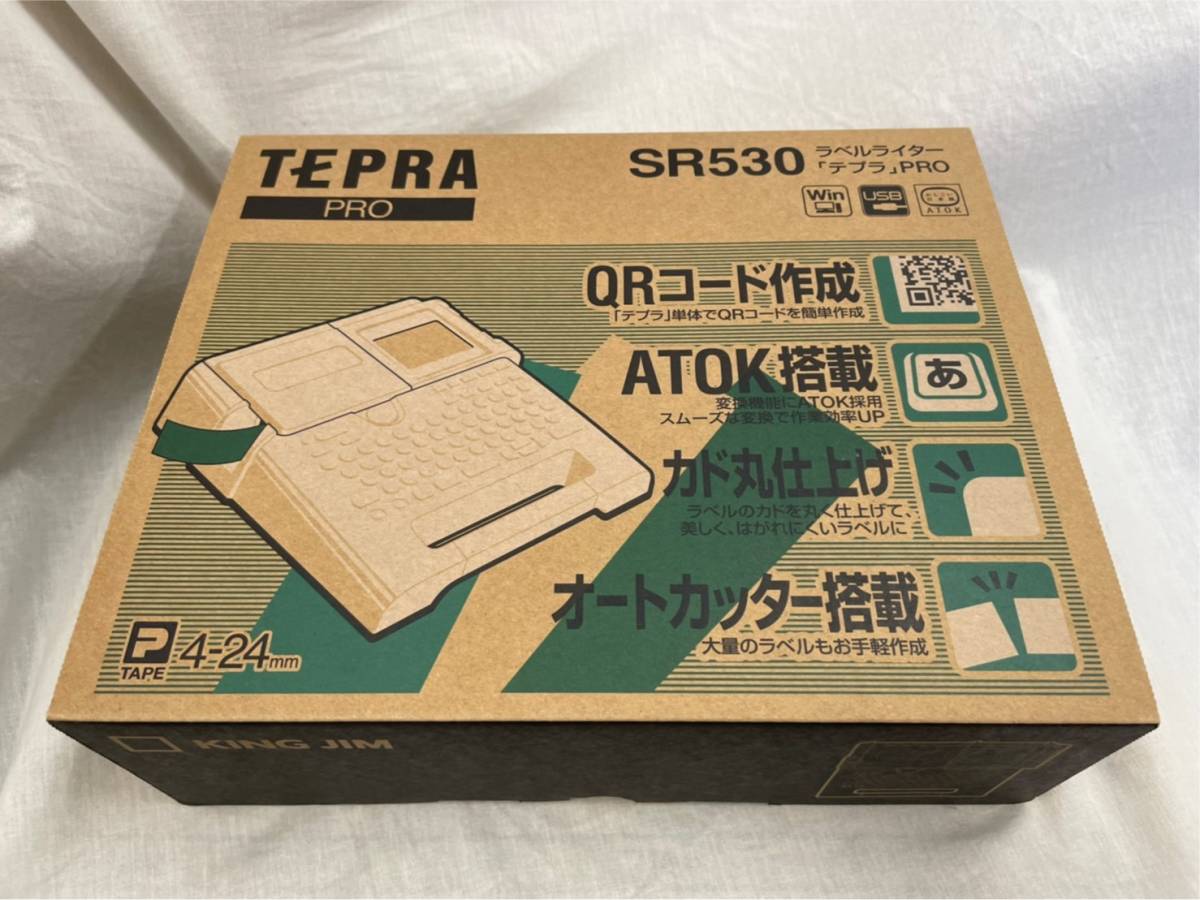 TEPRA
PRO
SR530
ラベルライター
「テプラ」PRO
Win
USB
ATOK
QRコード作成
「テプラ」単体でQRコードを簡単作成
ATOK搭載
変換機能にATOK採用
スムーズな変換で作業効率UP
あ
カド丸仕上げ
ラベルのカドを丸く仕上げて、
美しく、はがれにくいラベルに
オートカッター搭載
大量のラベルもお手軽作成
TAPE
4-24mm
KING JIM